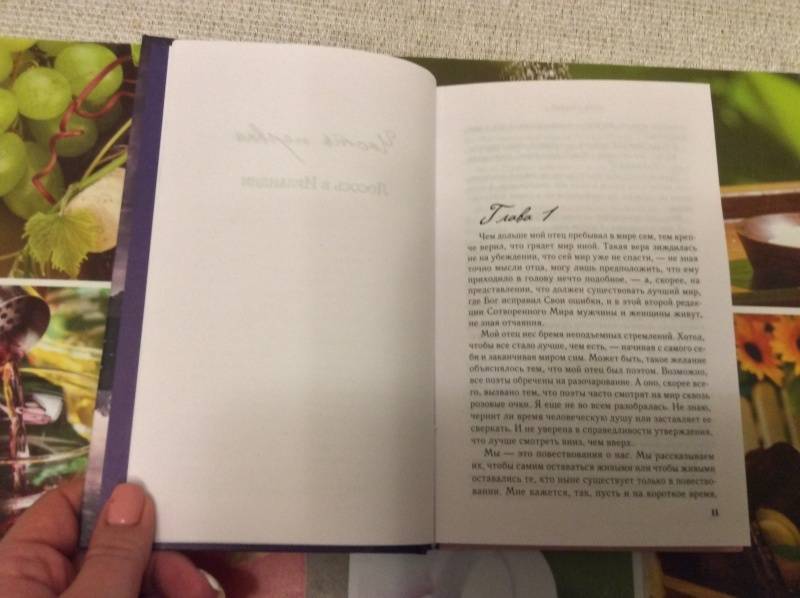 Глава 1
Чем дольше мой отец пребывал в мире сем, тем креп-
че верил, что грядет мир иной. Такая вера зиждилась
не на убеждении, что сей мир уже не спасти, — не зная
точно мысли отца, могу лишь предположить, что ему
приходило в голову нечто подобное, — а, скорее, на
представлении, что должен существовать лучший мир,
где Бог исправил Свои ошибки, и в этой второй редак-
ции Сотворенного Мира мужчины и женщины живут,
не зная отчаяния.
Мой отец нес бремя неподъемных стремлений. Хотел,
чтобы все стало лучше, чем есть, — начиная с самого се-
бя и заканчивая миром сим. Может быть, такое желание
объяснялось тем, что мой отец был поэтом. Возможно,
все поэты обречены на разочарование. А оно, скорее все-
го, вызвано тем, что поэты часто смотрят на мир сквозь
розовые очки. Я еще не во всем разобралась. Не знаю,
чернит ли время человеческую душу или заставляет ее
сверкать. И не уверена в справедливости утверждения,
что лучше смотреть вниз, чем вверх.
Мы — это повествования о нас. Мы рассказываем
их, чтобы самим оставаться живыми или чтобы живыми
оставались те, кто ныне существует только в повество-
вании. Мне кажется, так, пусть и на короткое время,
11